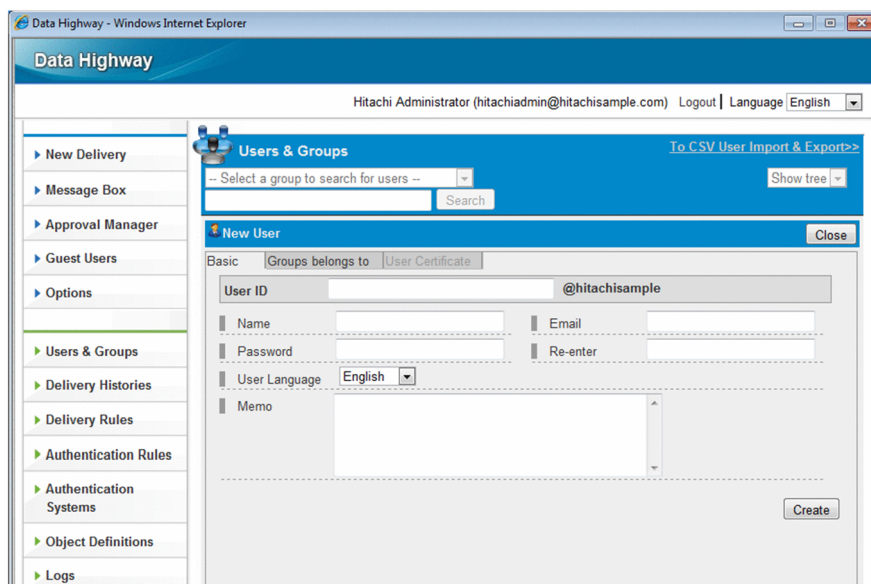 Data Highway - Windows Internet Explorer
Data Highway
Hitachi Administrator (hitachiadmin@hitachisample.com) Logout | Language English
New Delivery
Message Box
Approval Manager
Guest Users
Options
Users & Groups
Delivery Histories
Delivery Rules
Authentication Rules
Authentication
Systems
Object Definitions
Logs
Users & Groups
To CSV User Import & Export>>
-- Select a group to search for users --
Show tree
Search
New User
Close
Basic Groups belongs to User Certificate
User ID @hitachisample
Name Email
Password Re-enter
User Language English
Memo
Create